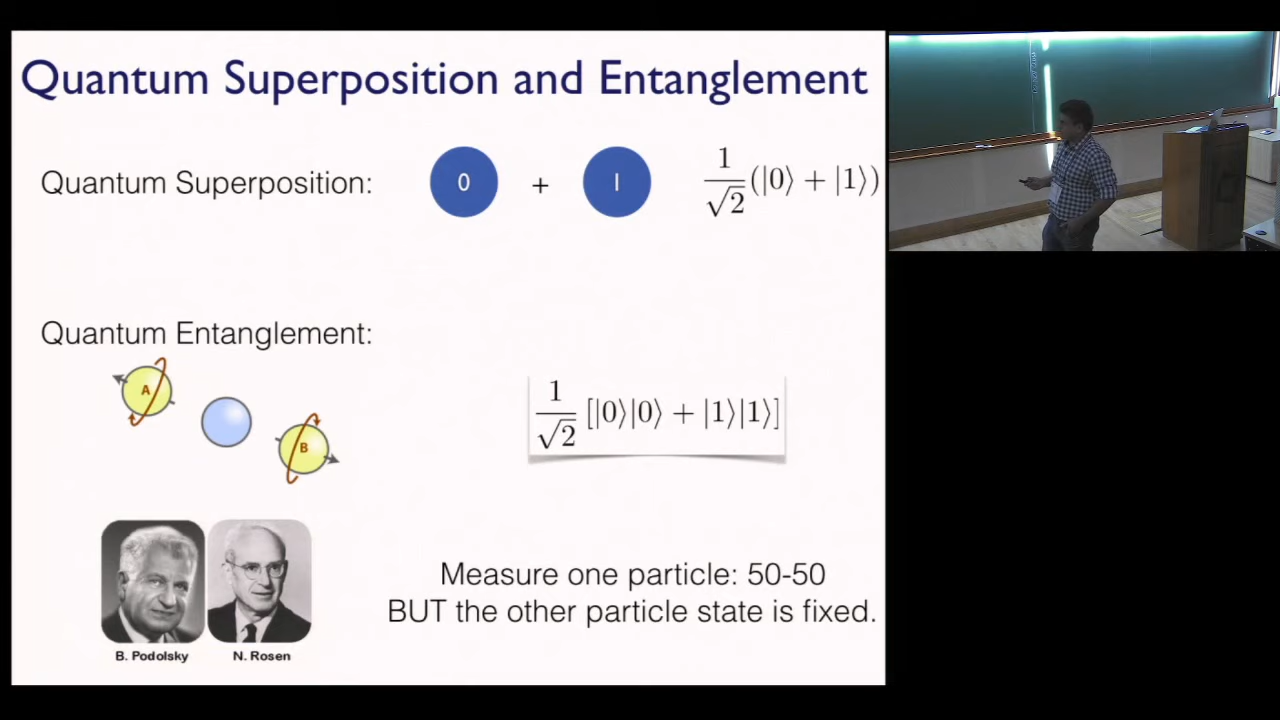 Quantum Superposition and Entanglement
Quantum Superposition: 0 + 1 1/√2 (|0⟩ + |1⟩)
Quantum Entanglement:
A
B
1/√2 [|0⟩|0⟩ + |1⟩|1⟩]
Measure one particle: 50-50
BUT the other particle state is fixed.
B. Podolsky N. Rosen